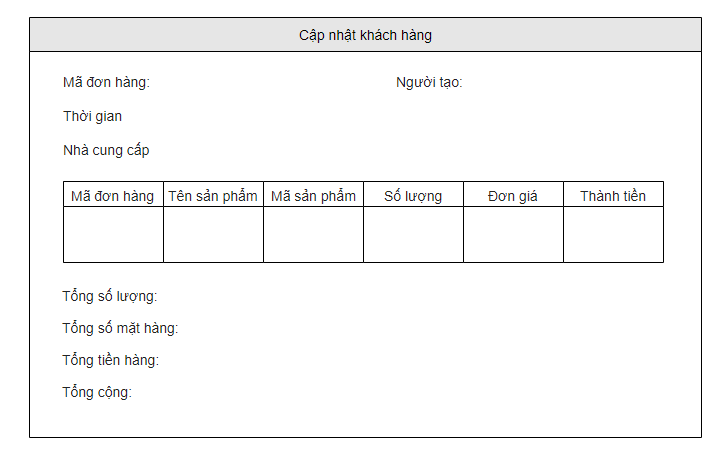 Cập nhật khách hàng
Mã đơn hàng: Người tạo:
Thời gian
Nhà cung cấp
Mã đơn hàng Tên sản phẩm Mã sản phẩm Số lượng Đơn giá Thành tiền
Tổng số lượng:
Tổng số mặt hàng:
Tổng tiền hàng:
Tổng cộng: